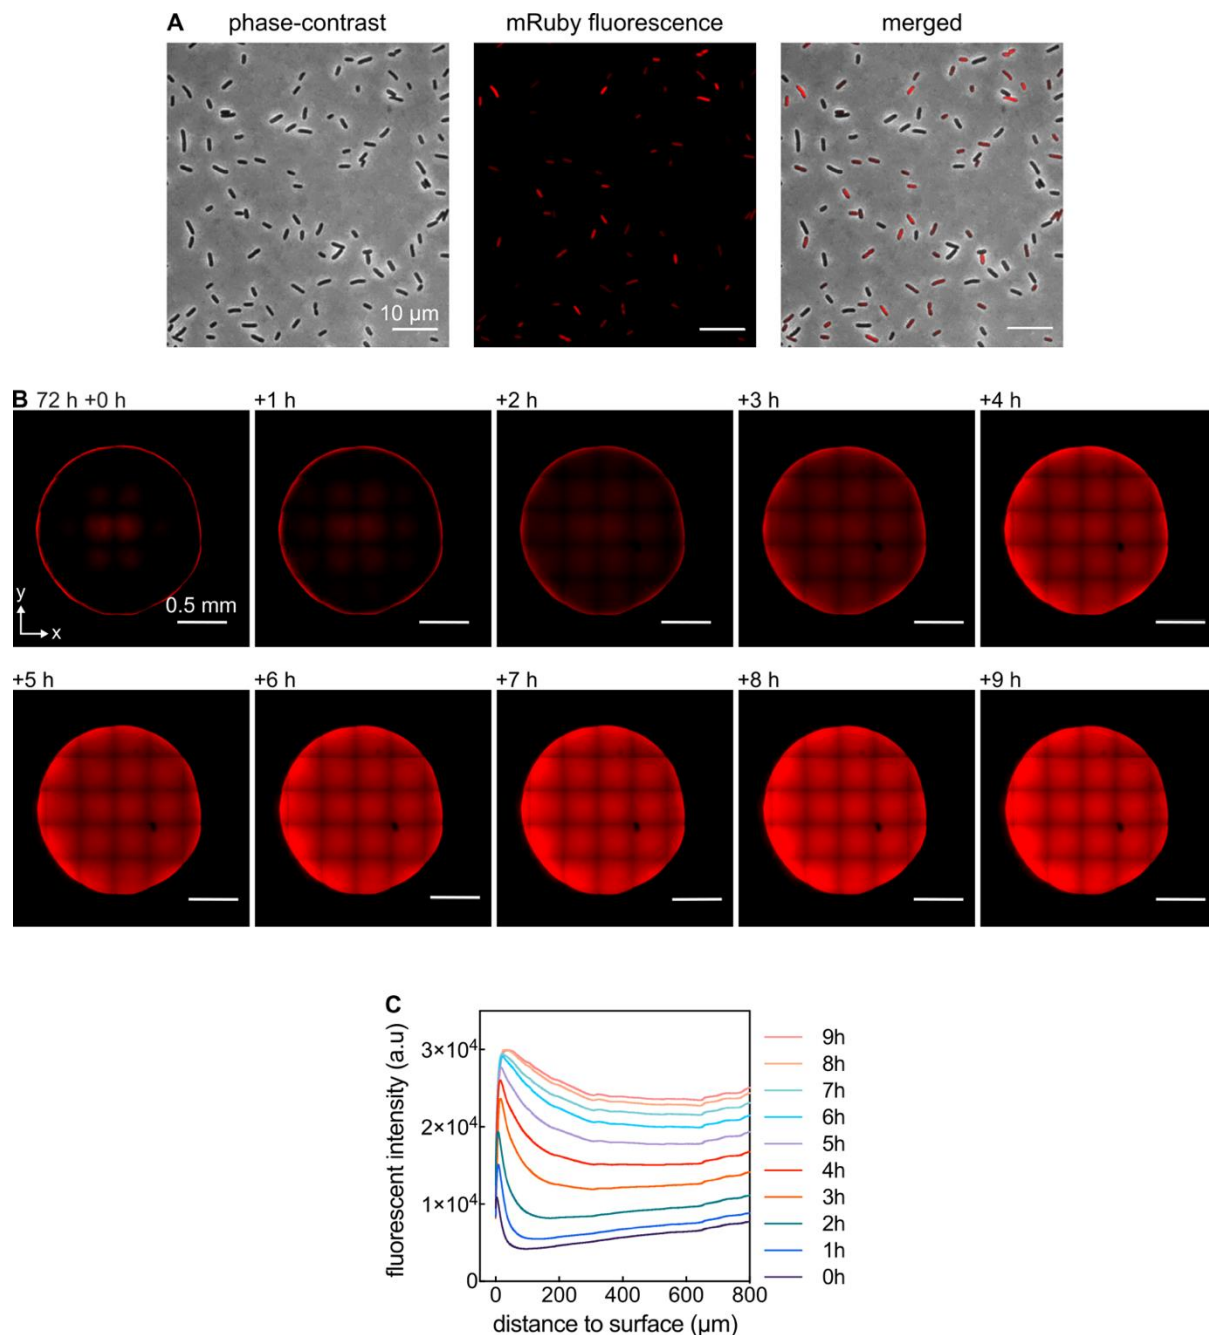 A phase-contrast mRuby fluorescence merged
10 µm
B 72 h +0 h +1 h +2 h +3 h +4 h
y
x
0.5 mm
+5 h +6 h +7 h +8 h +9 h
C
fluorescent intensity (a.u)
3×10⁴
2×10⁴
1×10⁴
0
0 200 400 600 800
distance to surface (µm)
9h
8h
7h
6h
5h
4h
3h
2h
1h
0h